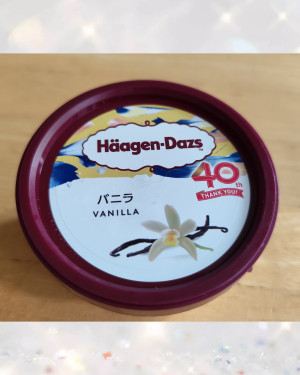 Häagen-Dazs
40th
THANK YOU!
バニラ
VANILLA